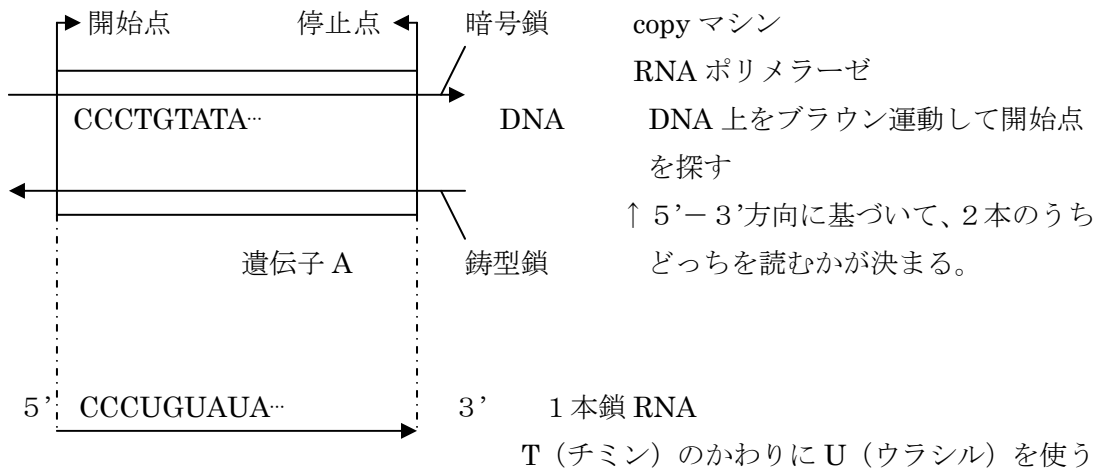 開始点 停止点 暗号鎖 copy マシン
RNA ポリメラーゼ
CCCTGTATA… DNA DNA 上をブラウン運動して開始点
を探す
↑５’－３’方向に基づいて、２本のうち
遺伝子 A 鋳型鎖 どっちを読むかが決まる。
５’ CCCUGUAUA… ３’ １本鎖 RNA
T（チミン）のかわりに U（ウラシル）を使う